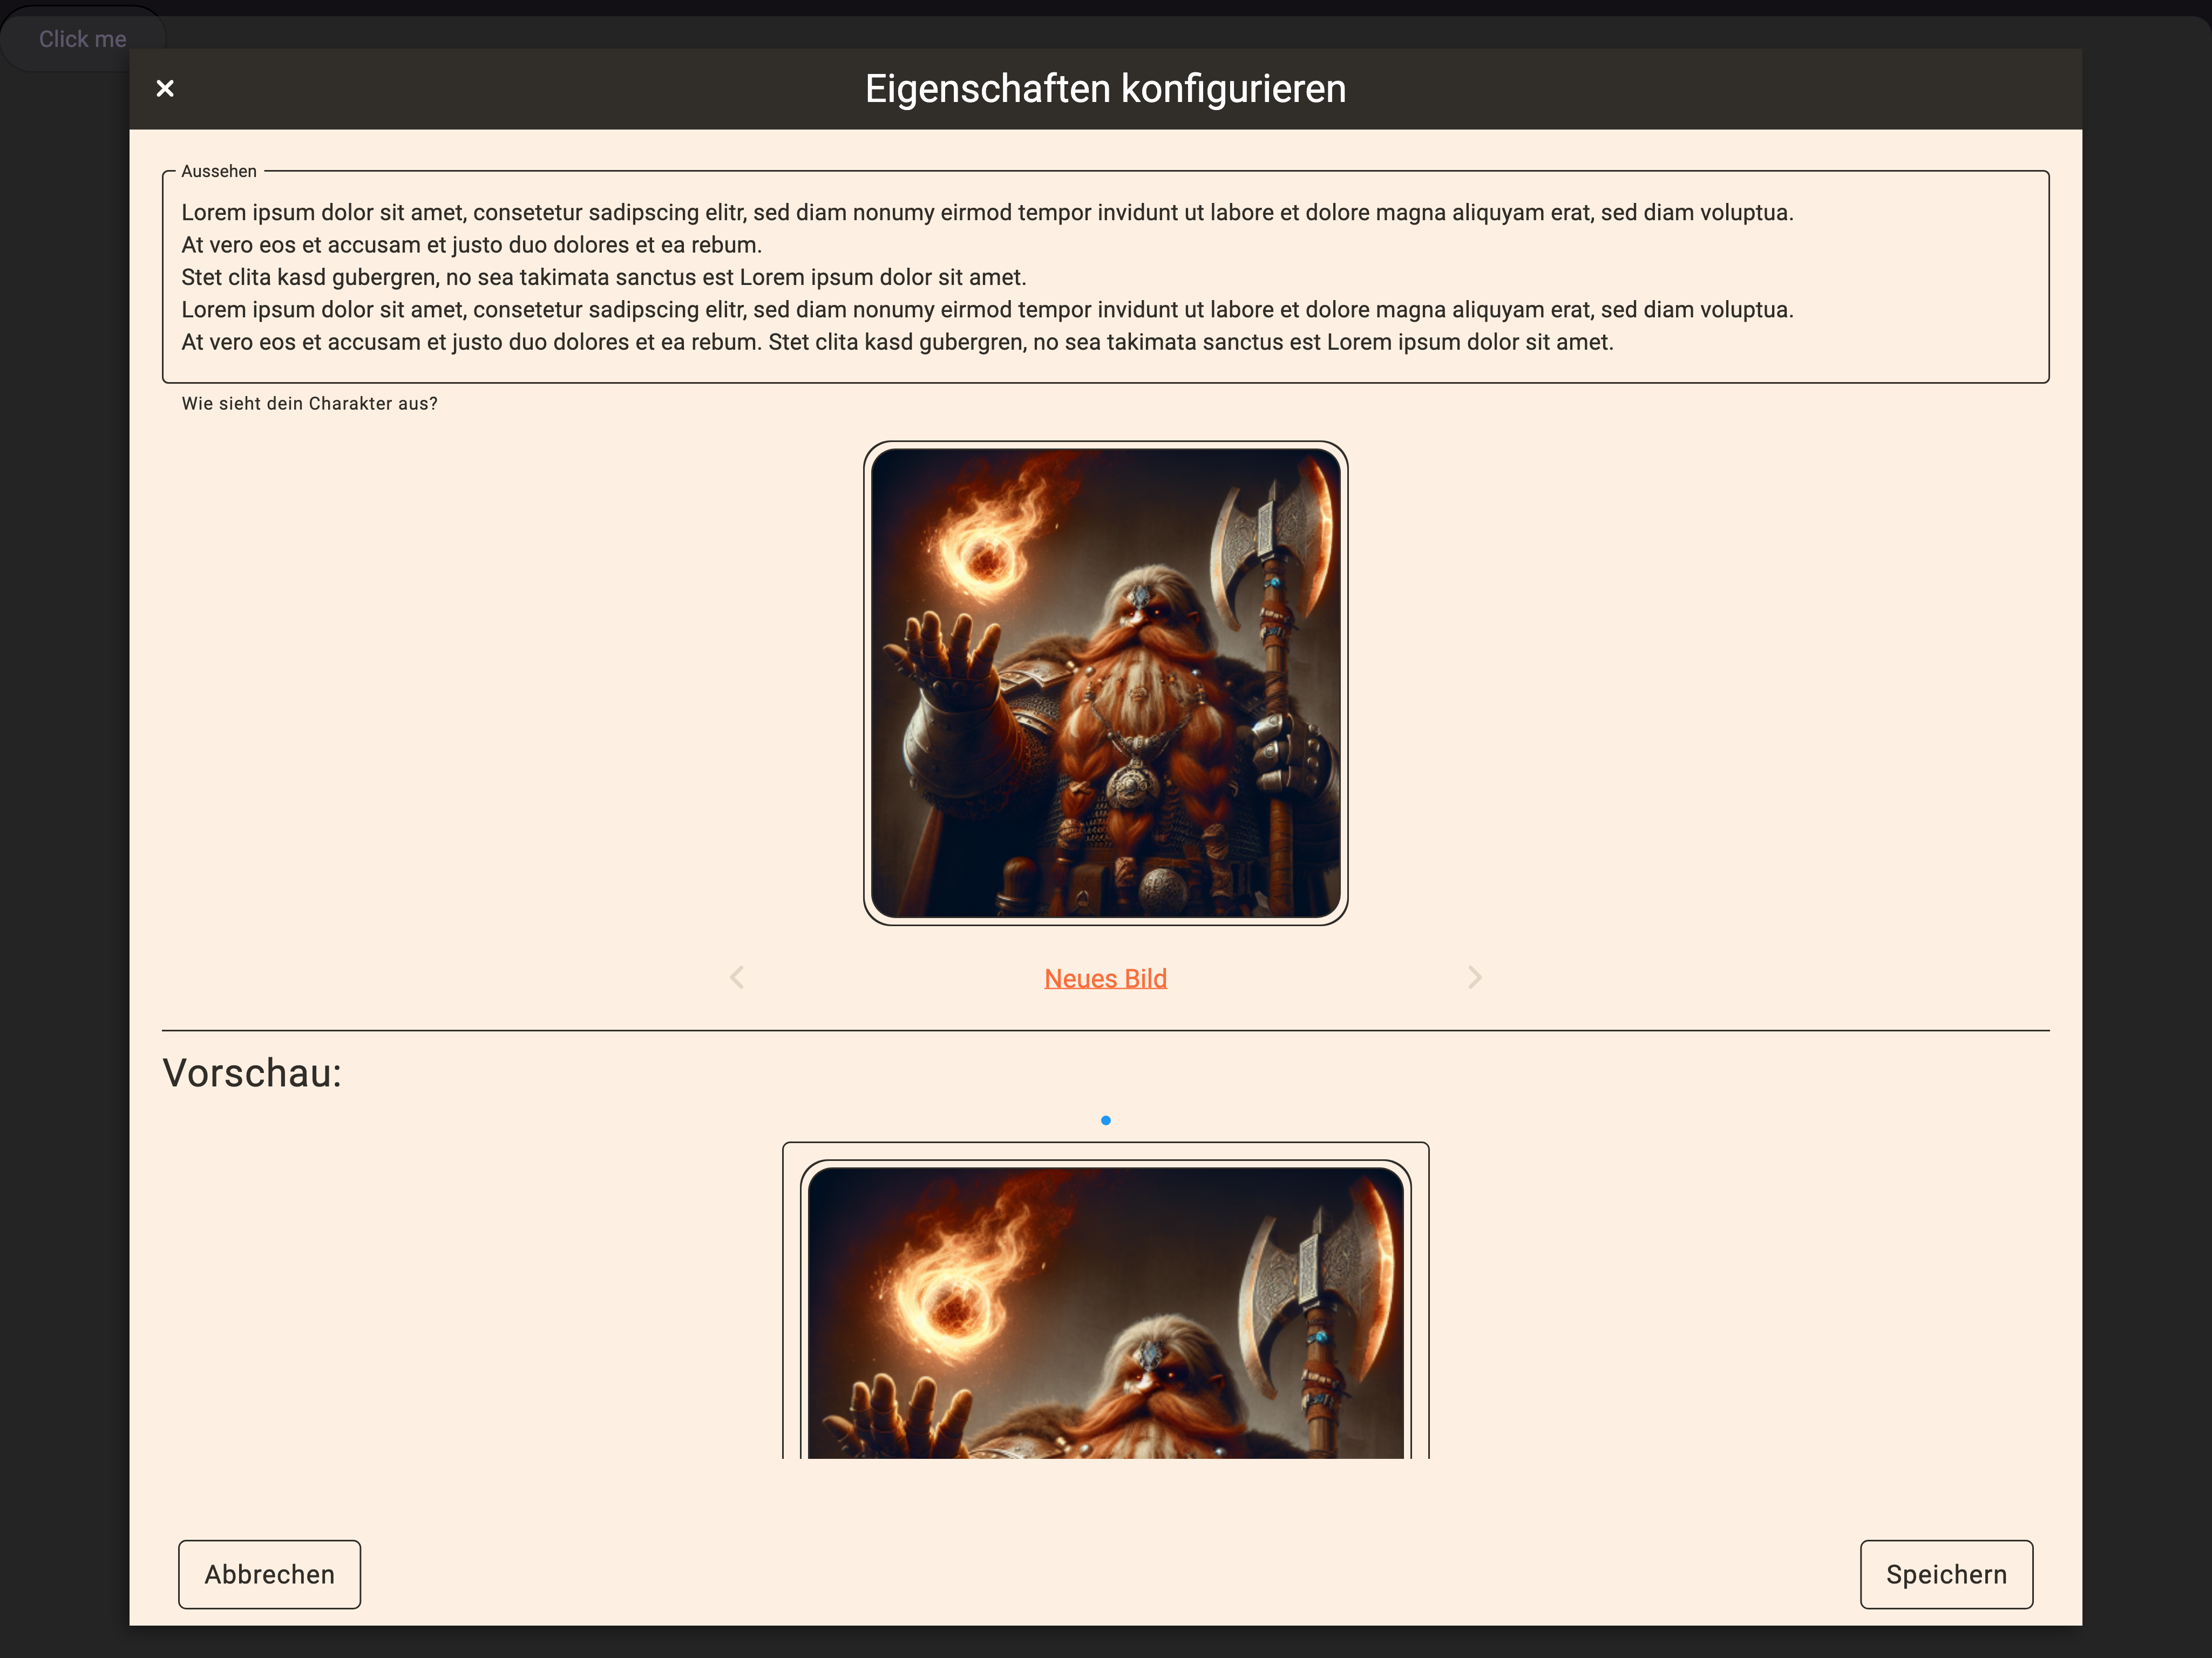 Click me
Eigenschaften konfigurieren
Aussehen
Lorem ipsum dolor sit amet, consetetur sadipscing elitr, sed diam nonumy eirmod tempor invidunt ut labore et dolore magna aliquyam erat, sed diam voluptua.
At vero eos et accusam et justo duo dolores et ea rebum.
Stet clita kasd gubergren, no sea takimata sanctus est Lorem ipsum dolor sit amet.
Lorem ipsum dolor sit amet, consetetur sadipscing elitr, sed diam nonumy eirmod tempor invidunt ut labore et dolore magna aliquyam erat, sed diam voluptua.
At vero eos et accusam et justo duo dolores et ea rebum. Stet clita kasd gubergren, no sea takimata sanctus est Lorem ipsum dolor sit amet.
Wie sieht dein Charakter aus?
Neues Bild
Vorschau:
Abbrechen
Speichern